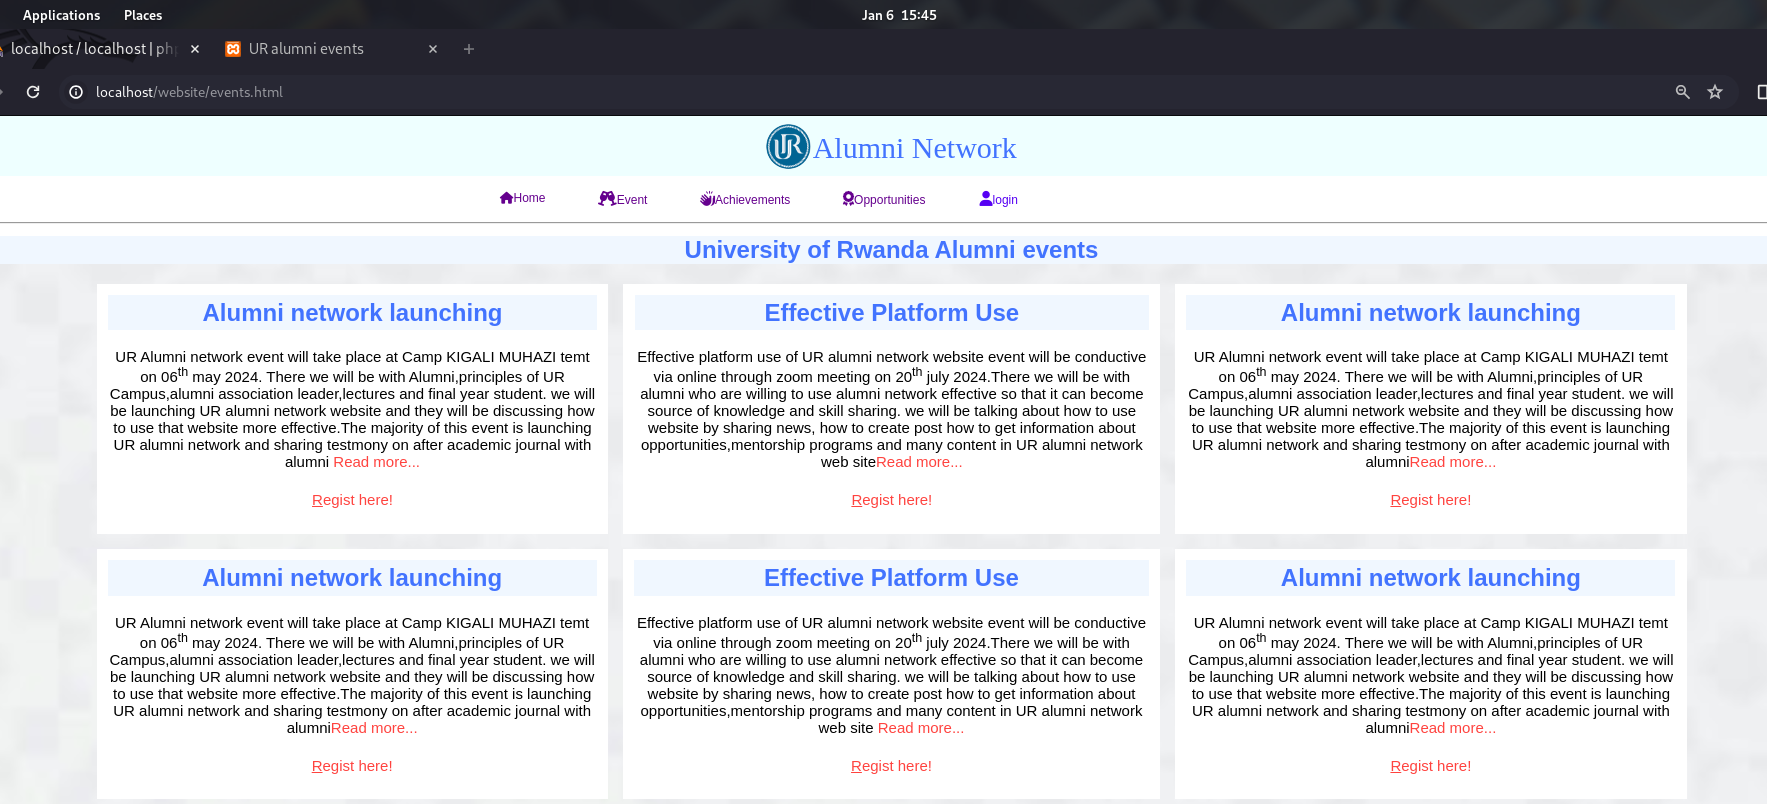 Applications Places Jan 6 15:45
localhost / localhost | ph UR alumni events
localhost/website/events.html
UR Alumni Network
Home Event Achievements Opportunities login
University of Rwanda Alumni events
Alumni network launching
UR Alumni network event will take place at Camp KIGALI MUHAZI temt
on 06th may 2024. There we will be with Alumni,principles of UR
Campus,alumni association leader,lectures and final year student. we will
be launching UR alumni network website and they will be discussing how
to use that website more effective.The majority of this event is launching
UR alumni network and sharing testmony on after academic journal with
alumni Read more...
Regist here!
Effective Platform Use
Effective platform use of UR alumni network website event will be conductive
via online through zoom meeting on 20th july 2024.There we will be with
alumni who are willing to use alumni network effective so that it can become
source of knowledge and skill sharing. we will be talking about how to use
website by sharing news, how to create post how to get information about
opportunities,mentorship programs and many content in UR alumni network
web siteRead more...
Regist here!
Alumni network launching
UR Alumni network event will take place at Camp KIGALI MUHAZI temt
on 06th may 2024. There we will be with Alumni,principles of UR
Campus,alumni association leader,lectures and final year student. we will
be launching UR alumni network website and they will be discussing how
to use that website more effective.The majority of this event is launching
UR alumni network and sharing testmony on after academic journal with
alumniRead more...
Regist here!
Alumni network launching
UR Alumni network event will take place at Camp KIGALI MUHAZI temt
on 06th may 2024. There we will be with Alumni,principles of UR
Campus,alumni association leader,lectures and final year student. we will
be launching UR alumni network website and they will be discussing how
to use that website more effective.The majority of this event is launching
UR alumni network and sharing testmony on after academic journal with
alumniRead more...
Regist here!
Effective Platform Use
Effective platform use of UR alumni network website event will be conductive
via online through zoom meeting on 20th july 2024.There we will be with
alumni who are willing to use alumni network effective so that it can become
source of knowledge and skill sharing. we will be talking about how to use
website by sharing news, how to create post how to get information about
opportunities,mentorship programs and many content in UR alumni network
web site Read more...
Regist here!
Alumni network launching
UR Alumni network event will take place at Camp KIGALI MUHAZI temt
on 06th may 2024. There we will be with Alumni,principles of UR
Campus,alumni association leader,lectures and final year student. we will
be launching UR alumni network website and they will be discussing how
to use that website more effective.The majority of this event is launching
UR alumni network and sharing testmony on after academic journal with
alumniRead more...
Regist here!